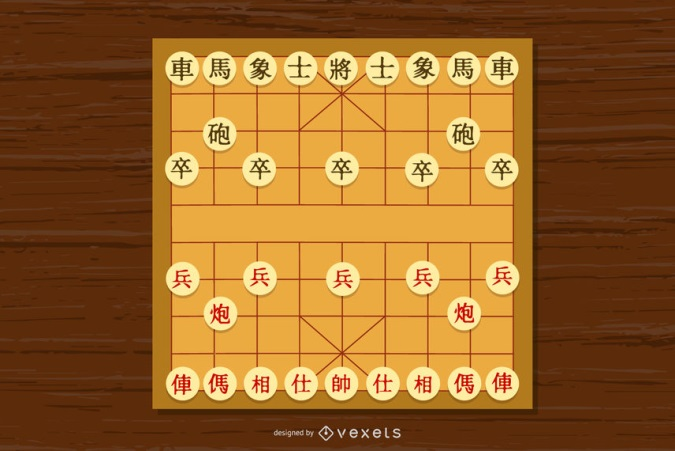 車馬象士將士象馬車
砲 砲
卒 卒 卒 卒 卒
兵 兵 兵 兵 兵
炮 炮
俥傌相仕帥仕相傌俥
designed by vexels